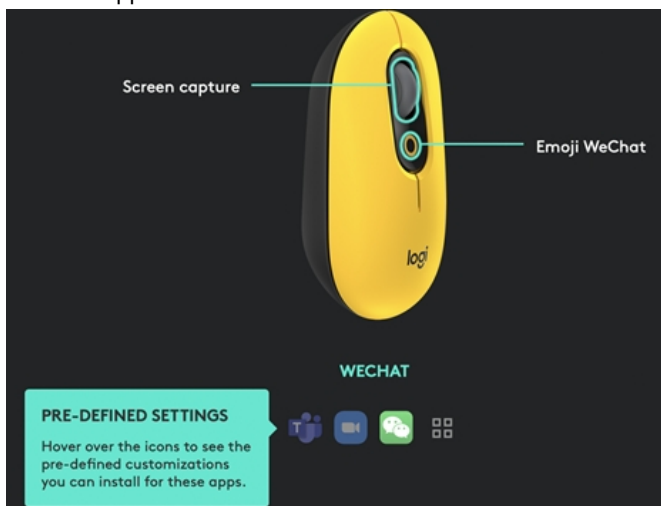 Screen capture
Emoji WeChat
logi
WECHAT
PRE-DEFINED SETTINGS
Hover over the icons to see the
pre-defined customizations
you can install for these apps.
T